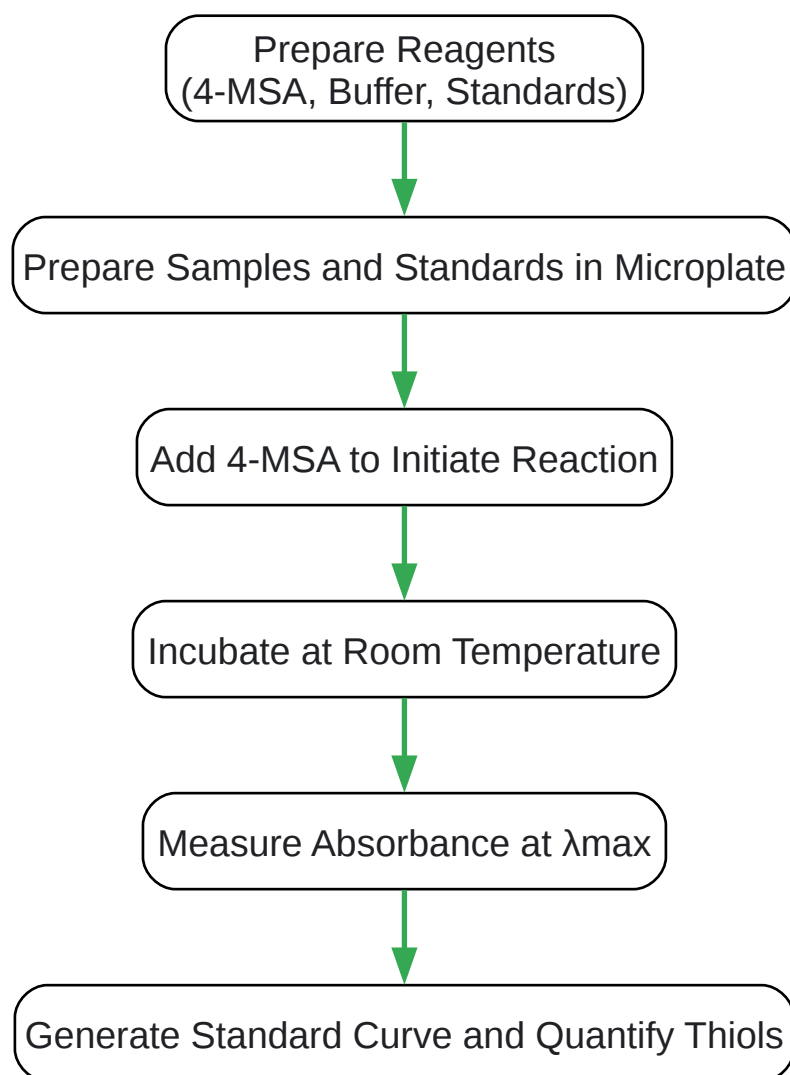 Prepare Reagents
(4-MSA, Buffer, Standards)
Prepare Samples and Standards in Microplate
Add 4-MSA to Initiate Reaction
Incubate at Room Temperature
Measure Absorbance at λmax
Generate Standard Curve and Quantify Thiols